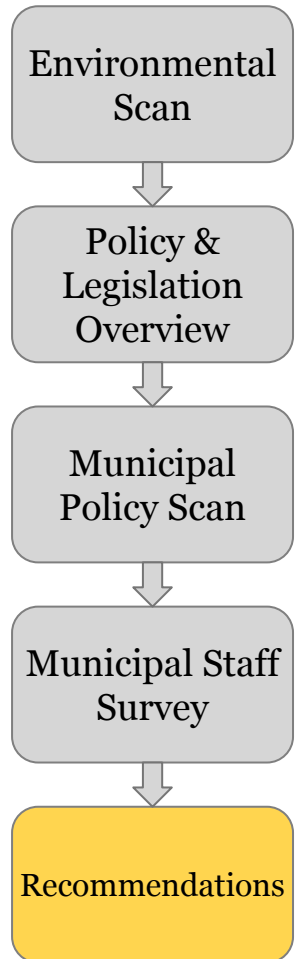 Environmental
Scan
Policy &
Legislation
Overview
Municipal
Policy Scan
Municipal Staff
Survey
Recommendations